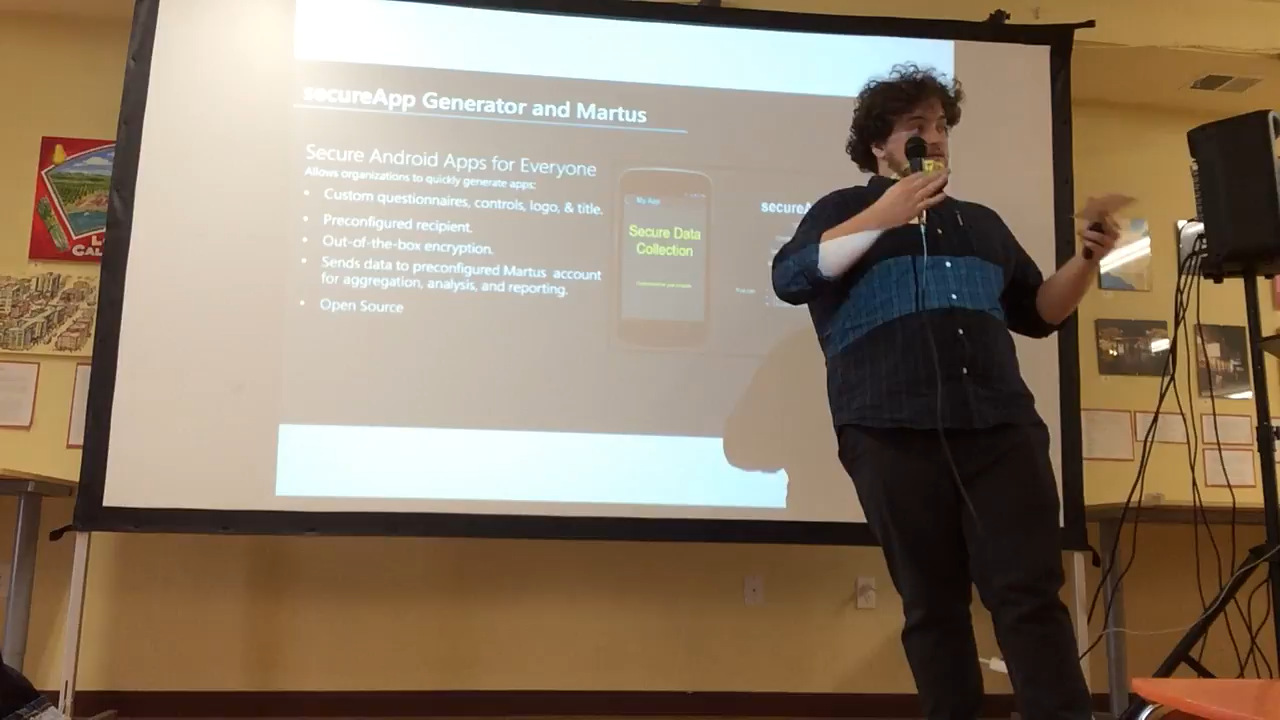 secureApp Generator and Martus
Secure Android Apps for Everyone
Allows organizations to quickly generate apps:
• Custom questionnaires, controls, logo, & title.
• Preconfigured recipient.
• Out-of-the-box encryption.
• Sends data to preconfigured Martus account
for aggregation, analysis, and reporting.
• Open Source
My App
Secure Data
Collection
secureA